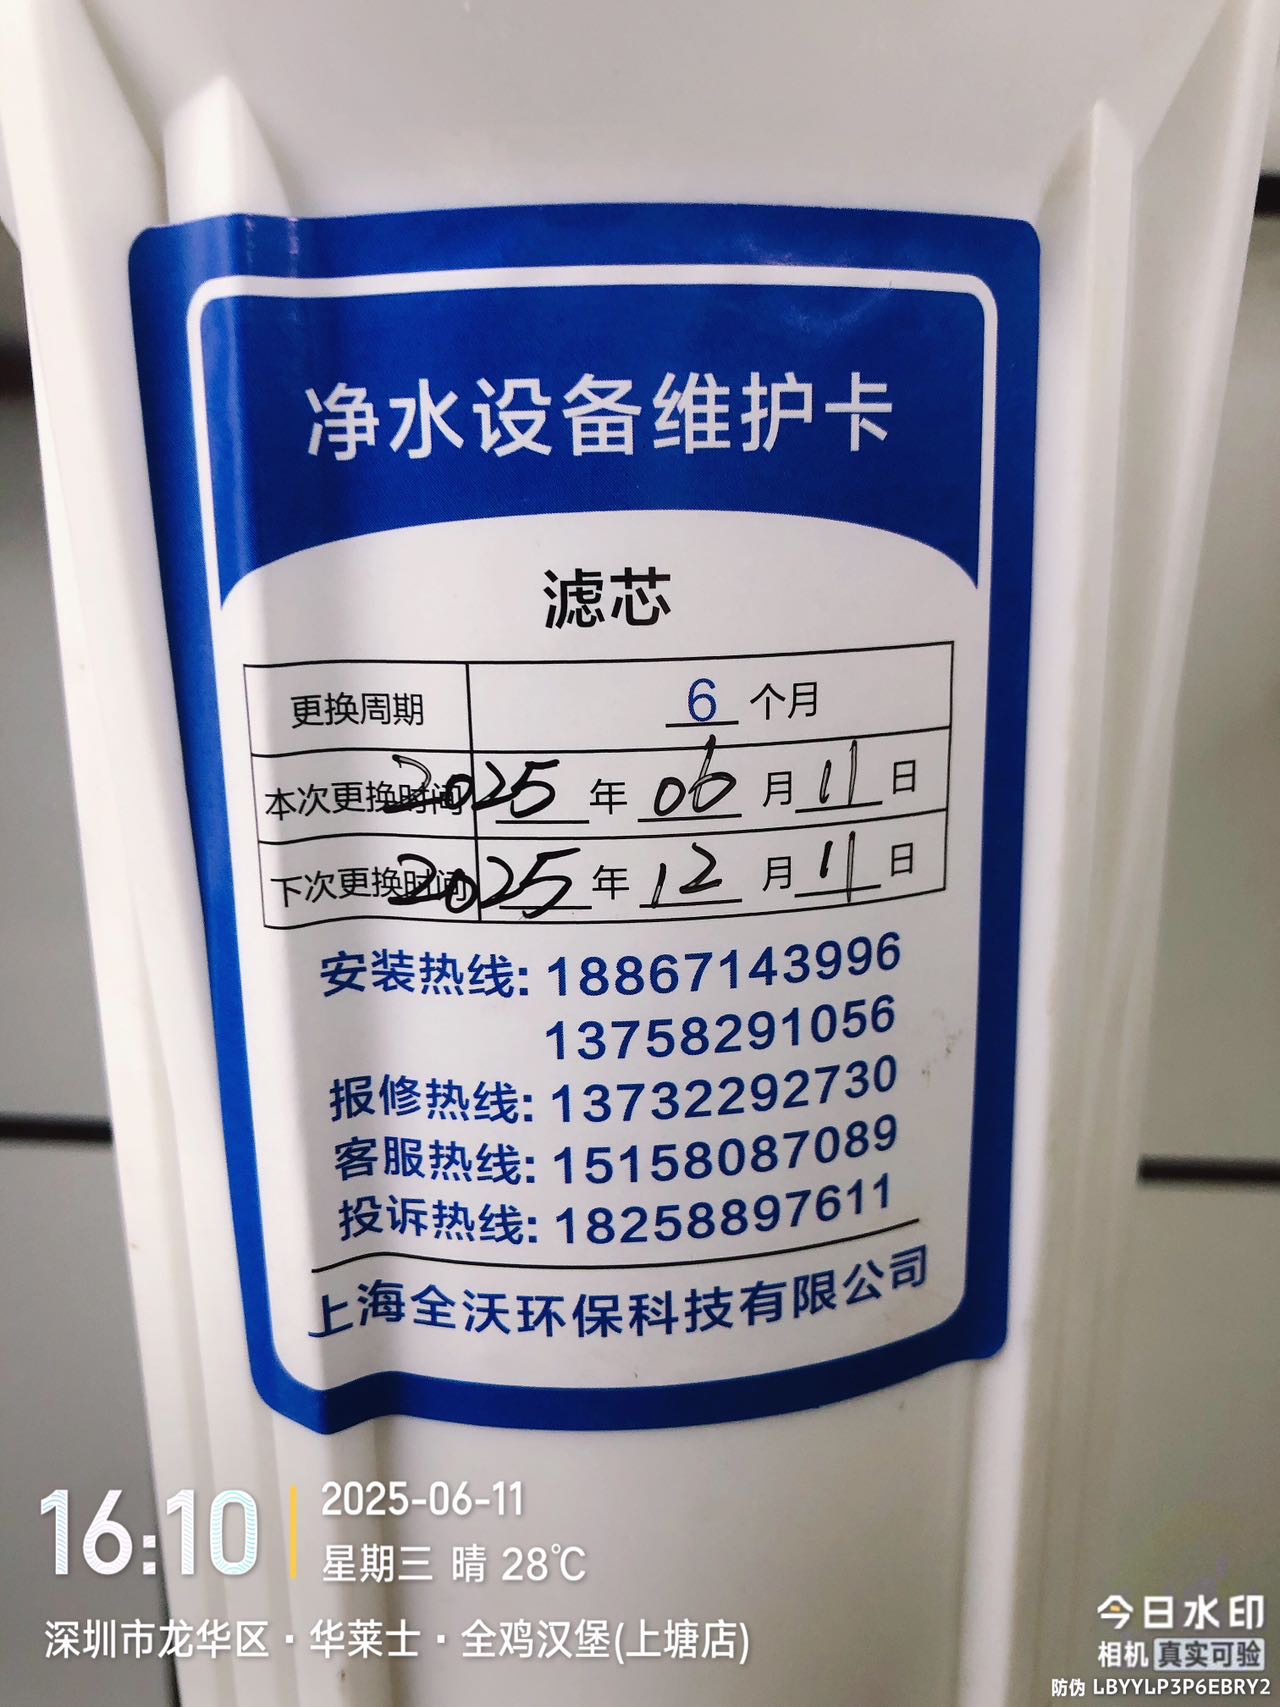 净水设备维护卡
滤芯
更换周期 6 个月
本次更换时间 2025 年 06 月 11 日
下次更换时间 2025 年 12 月 11 日
安装热线: 18867143996
13758291056
报修热线: 13732292730
客服热线: 15158087089
投诉热线: 18258897611
上海全沃环保科技有限公司
16:10
2025-06-11
星期三 晴 28℃
深圳市龙华区·华莱士·全鸡汉堡(上塘店)
今日水印
相机 真实可验
防伪 LBYYLP3P6EBRY2